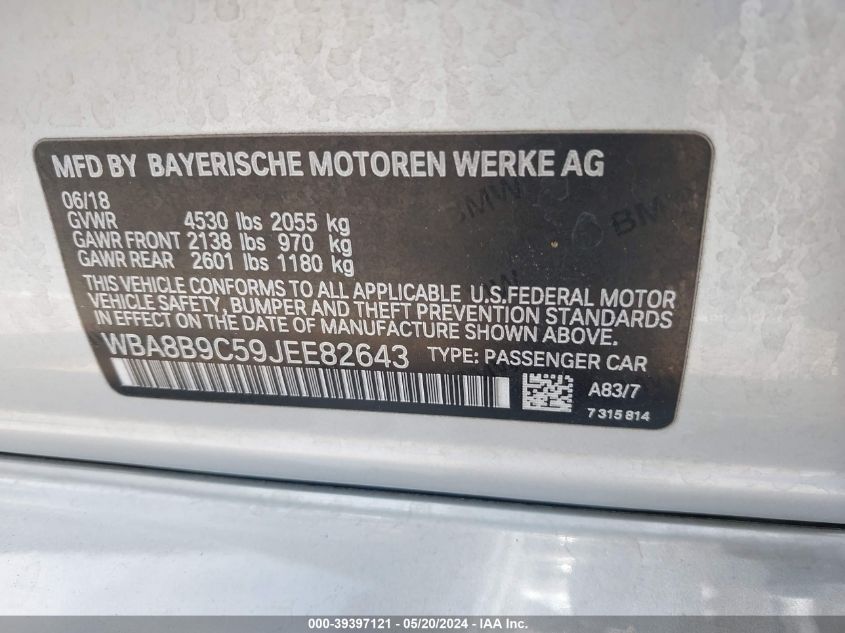 MFD BY BAYERISCHE MOTOREN WERKE AG
06/18
GVWR 4530 lbs 2055 kg
GAWR FRONT 2138 lbs 970 kg
GAWR REAR 2601 lbs 1180 kg
THIS VEHICLE CONFORMS TO ALL APPLICABLE U.S.FEDERAL MOTOR
VEHICLE SAFETY, BUMPER AND THEFT PREVENTION STANDARDS
IN EFFECT ON THE DATE OF MANUFACTURE SHOWN ABOVE.
WBA8B9C59JEE82643 TYPE: PASSENGER CAR
A83/7
7 315 814
BMW
BMW
BMW
000-39397121 - 05/20/2024 - IAA Inc.